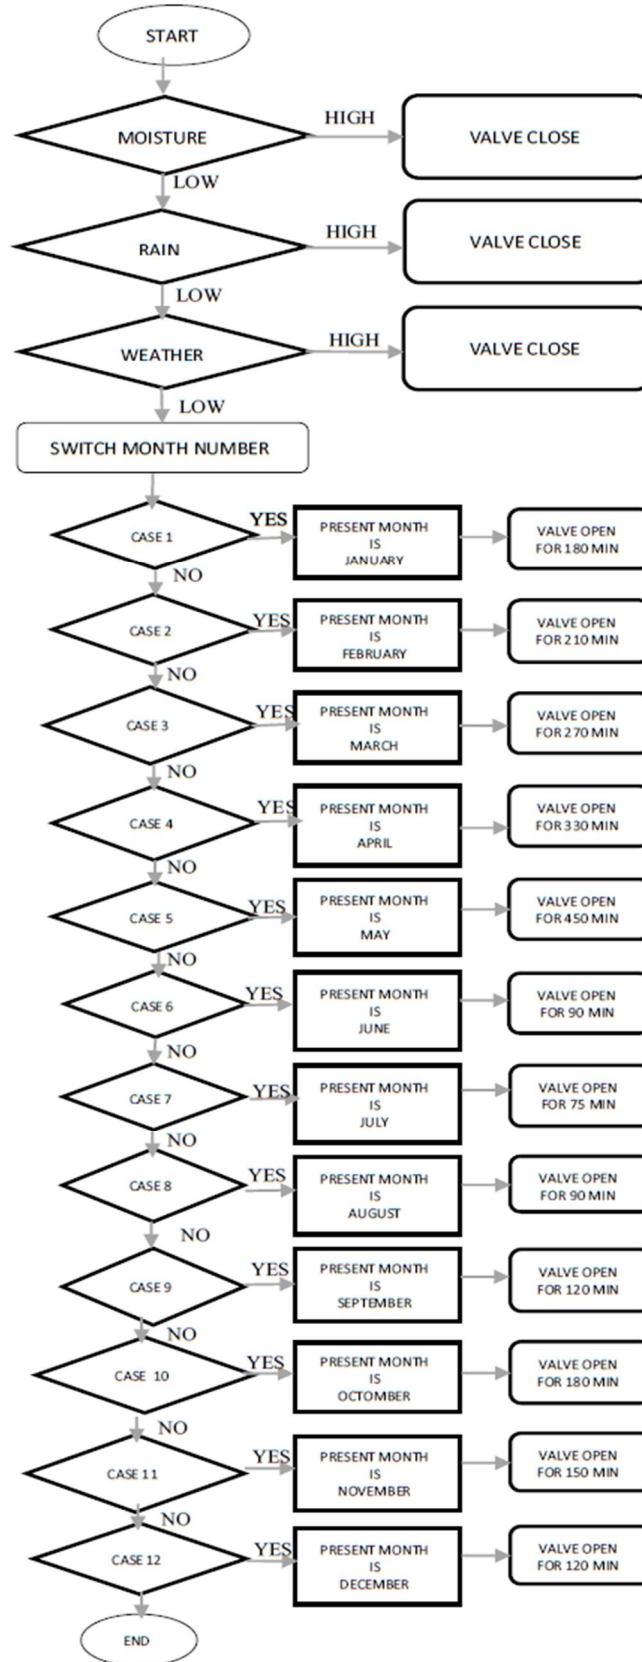 START
MOISTURE
HIGH
VALVE CLOSE
LOW
RAIN
HIGH
VALVE CLOSE
LOW
WEATHER
HIGH
VALVE CLOSE
LOW
SWITCH MONTH NUMBER
CASE 1
YES
PRESENT MONTH
IS
JANUARY
VALVE OPEN
FOR 180 MIN
NO
CASE 2
YES
PRESENT MONTH
IS
FEBRUARY
VALVE OPEN
FOR 210 MIN
NO
CASE 3
YES
PRESENT MONTH
IS
MARCH
VALVE OPEN
FOR 270 MIN
NO
CASE 4
YES
PRESENT MONTH
IS
APRIL
VALVE OPEN
FOR 330 MIN
NO
CASE 5
YES
PRESENT MONTH
IS
MAY
VALVE OPEN
FOR 450 MIN
NO
CASE 6
YES
PRESENT MONTH
IS
JUNE
VALVE OPEN
FOR 90 MIN
NO
CASE 7
YES
PRESENT MONTH
IS
JULY
VALVE OPEN
FOR 75 MIN
NO
CASE 8
YES
PRESENT MONTH
IS
AUGUST
VALVE OPEN
FOR 90 MIN
NO
CASE 9
YES
PRESENT MONTH
IS
SEPTEMBER
VALVE OPEN
FOR 120 MIN
NO
CASE 10
YES
PRESENT MONTH
IS
OCTOMBER
VALVE OPEN
FOR 180 MIN
NO
CASE 11
YES
PRESENT MONTH
IS
NOVEMBER
VALVE OPEN
FOR 150 MIN
NO
CASE 12
YES
PRESENT MONTH
IS
DECEMBER
VALVE OPEN
FOR 120 MIN
END